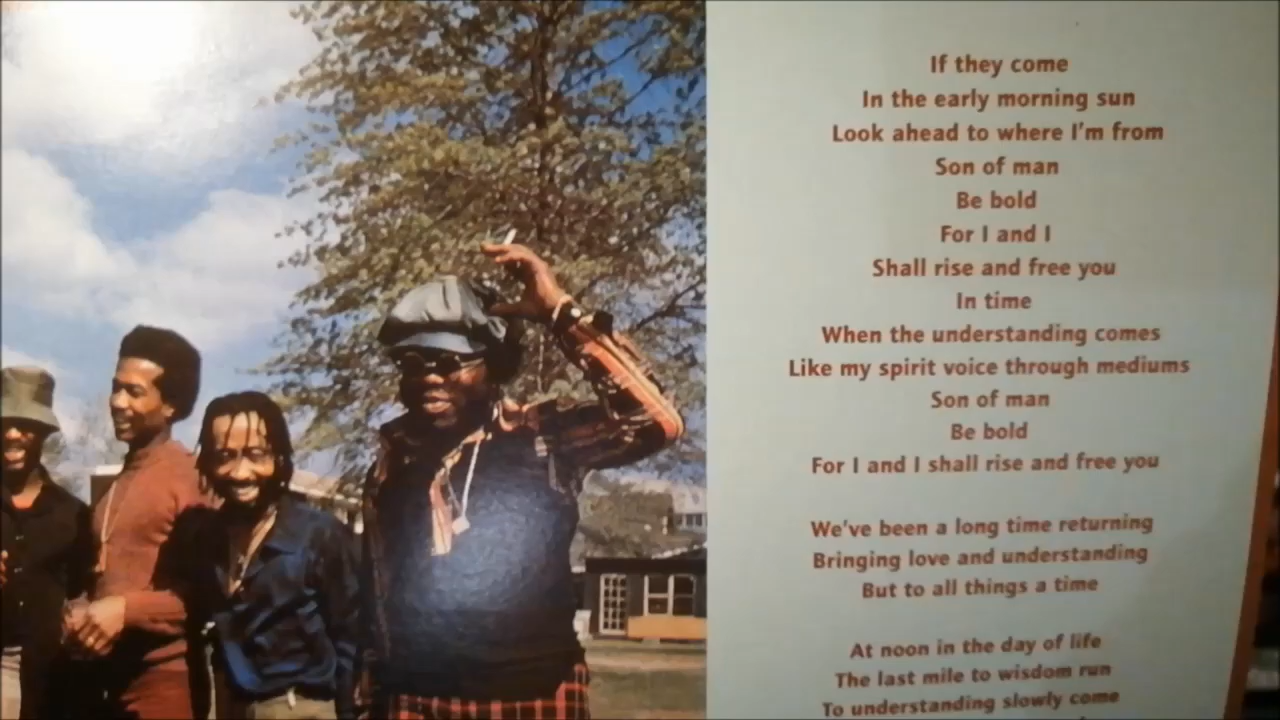 If they come
In the early morning sun
Look ahead to where I'm from
Son of man
Be bold
For I and I
Shall rise and free you
In time
When the understanding comes
Like my spirit voice through mediums
Son of man
Be bold
For I and I shall rise and free you
We've been a long time returning
Bringing love and understanding
But to all things a time
At noon in the day of life
The last mile to wisdom run
To understanding slowly come